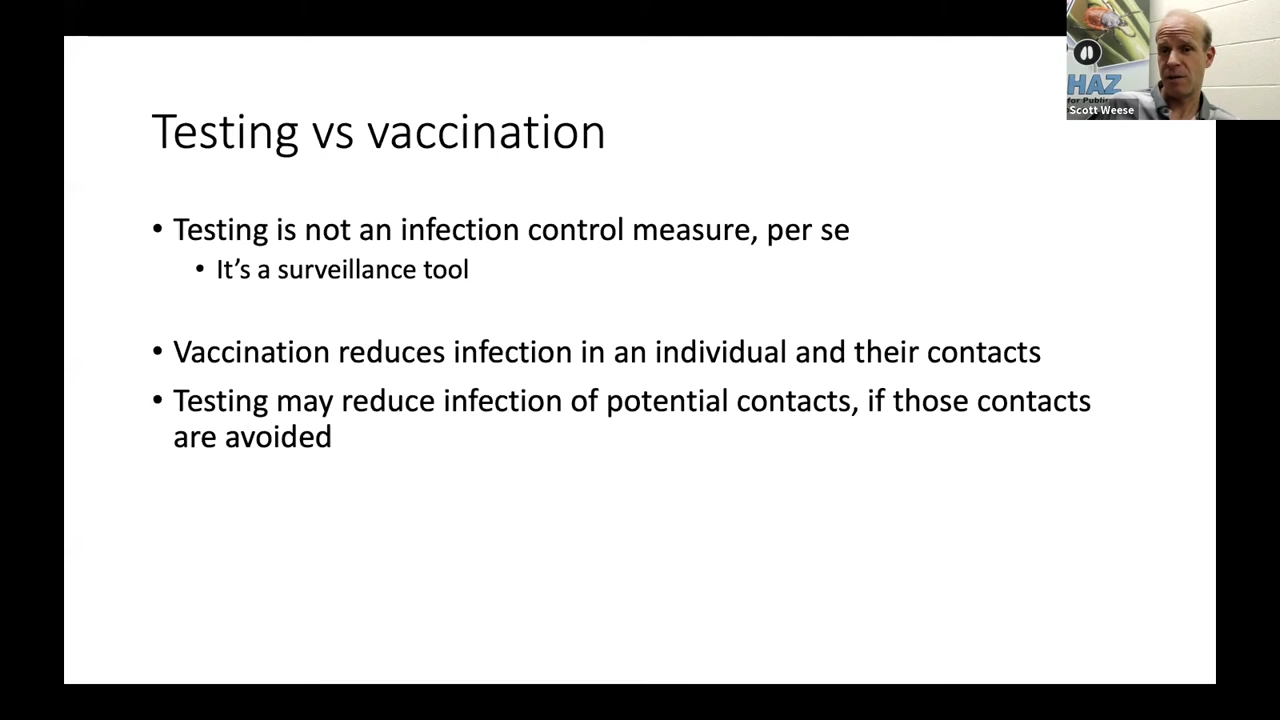 HAZ
for Public
Scott Weese
Testing vs vaccination
• Testing is not an infection control measure, per se
• It’s a surveillance tool
• Vaccination reduces infection in an individual and their contacts
• Testing may reduce infection of potential contacts, if those contacts
are avoided